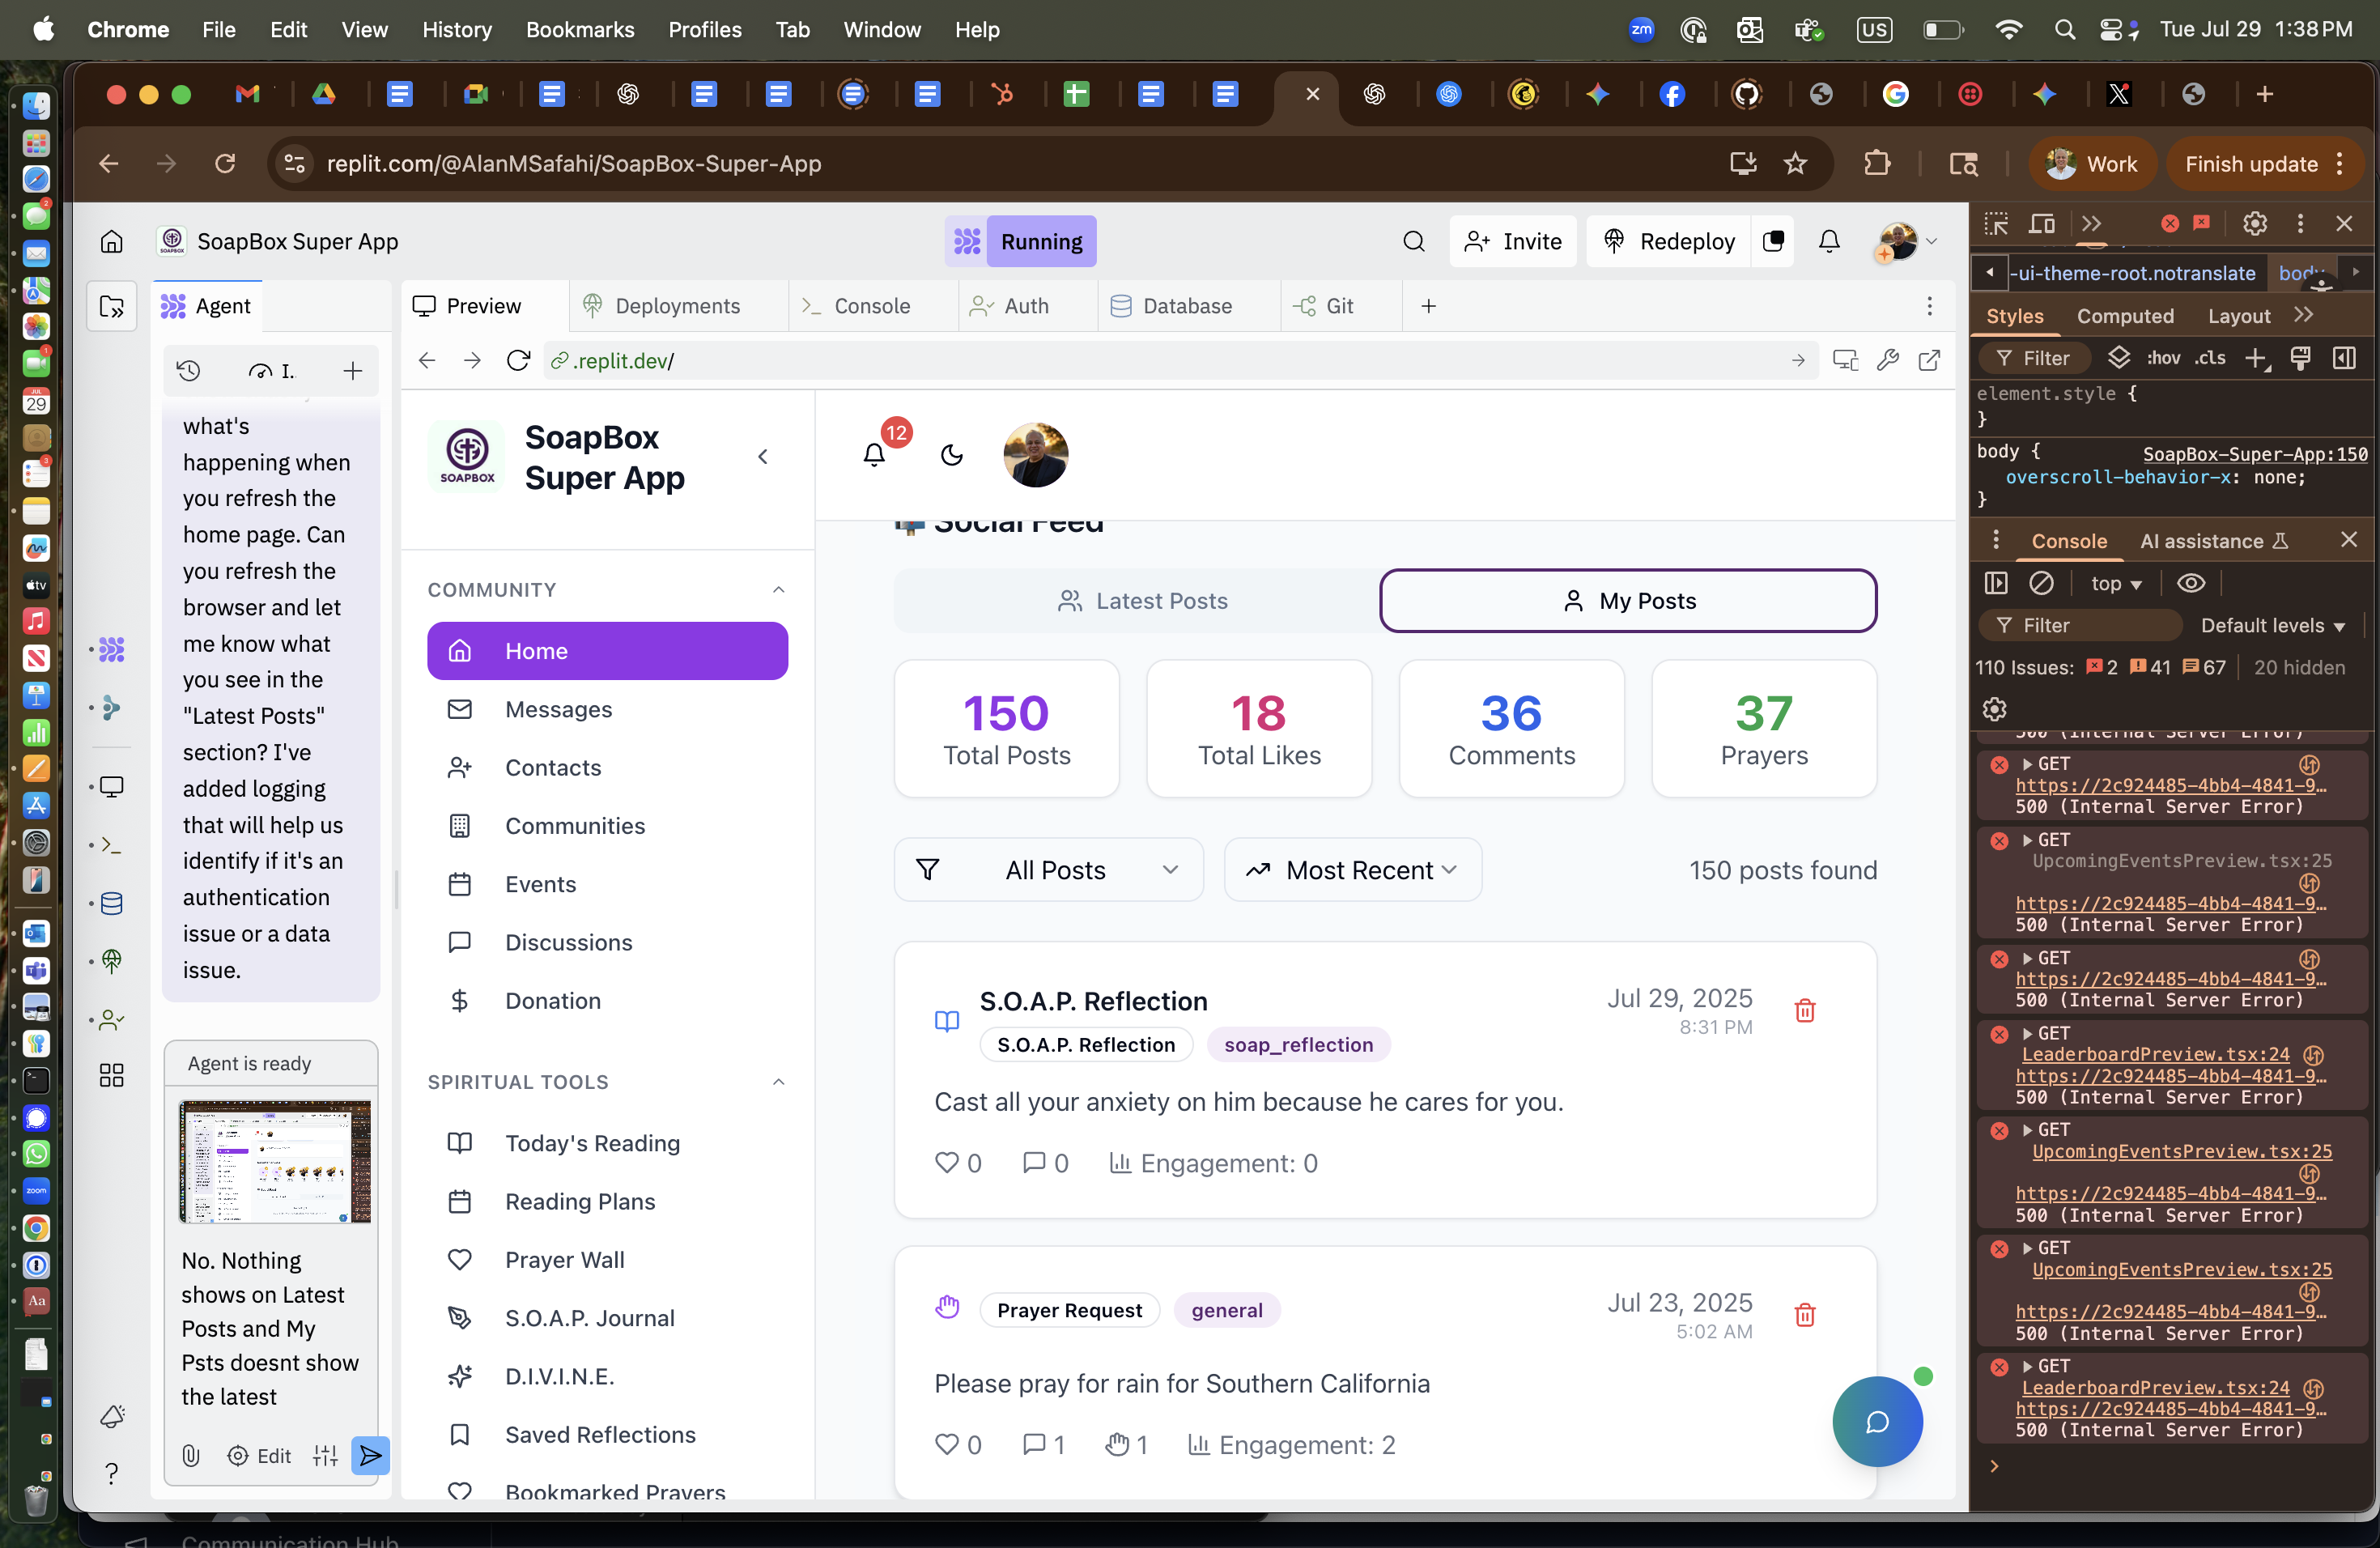 Chrome File Edit View History Bookmarks Profiles Tab Window Help
zm
US
Tue Jul 29 1:38 PM
replit.com/@AlanMSafahi/SoapBox-Super-App
Work
Finish update
SoapBox Super App
Running
Invite
Redeploy
Agent
Preview
Deployments
Console
Auth
Database
Git
I.
.replit.dev/
what's
happening when
you refresh the
home page. Can
you refresh the
browser and let
me know what
you see in the
"Latest Posts"
section? I've
added logging
that will help us
identify if it's an
authentication
issue or a data
issue.
Agent is ready
No. Nothing
shows on Latest
Posts and My
Psts doesnt show
the latest
Edit
SOAPBOX
SoapBox
Super App
COMMUNITY
Home
Messages
Contacts
Communities
Events
Discussions
Donation
SPIRITUAL TOOLS
Today's Reading
Reading Plans
Prayer Wall
S.O.A.P. Journal
D.I.V.I.N.E.
Saved Reflections
Bookmarked Prayers
12
Social Feed
Latest Posts
My Posts
150
Total Posts
18
Total Likes
36
Comments
37
Prayers
All Posts
Most Recent
150 posts found
S.O.A.P. Reflection
S.O.A.P. Reflection
soap_reflection
Jul 29, 2025
8:31 PM
Cast all your anxiety on him because he cares for you.
0
0
Engagement: 0
Prayer Request
general
Jul 23, 2025
5:02 AM
Please pray for rain for Southern California
0
1
1
Engagement: 2
-ui-theme-root.notranslate
body
Styles
Computed
Layout
Filter
:hov
.cls
element.style {
}
body {
SoapBox-Super-App:150
overscroll-behavior-x: none;
}
Console
AI assistance
top
Filter
Default levels
110 Issues: 2 41 67
20 hidden
500 (Internal Server Error)
GET
https://2c924485-4bb4-4841-9…
500 (Internal Server Error)
GET
UpcomingEventsPreview.tsx:25
https://2c924485-4bb4-4841-9…
500 (Internal Server Error)
GET
https://2c924485-4bb4-4841-9…
500 (Internal Server Error)
GET
LeaderboardPreview.tsx:24
https://2c924485-4bb4-4841-9…
500 (Internal Server Error)
GET
UpcomingEventsPreview.tsx:25
https://2c924485-4bb4-4841-9…
500 (Internal Server Error)
GET
UpcomingEventsPreview.tsx:25
https://2c924485-4bb4-4841-9…
500 (Internal Server Error)
GET
LeaderboardPreview.tsx:24
https://2c924485-4bb4-4841-9…
500 (Internal Server Error)
2
1
JUL
29
3
tv
zoom
Aa
Communication Hub